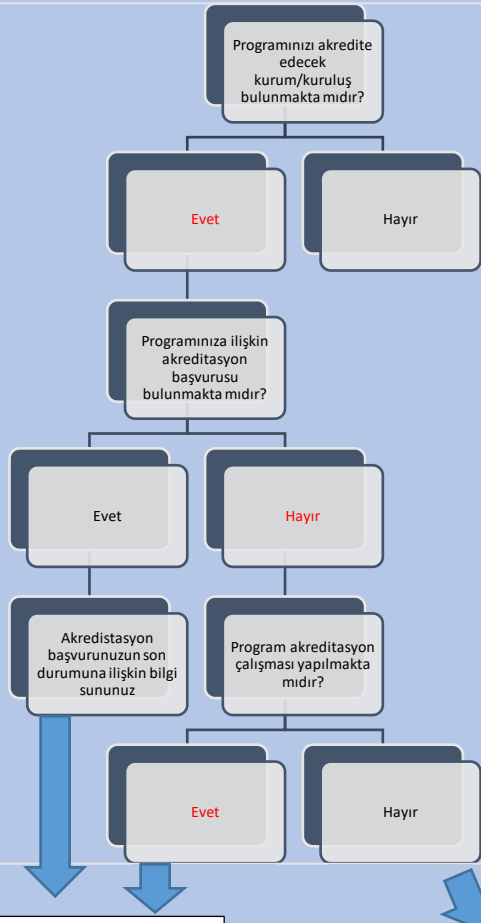 Programınızı akredite
edecek
kurum/kuruluş
bulunmakta mıdır?
Evet
Hayır
Programınıza ilişkin
akreditasyon
başvurusu
bulunmakta mıdır?
Evet
Hayır
Akredistasyon
başvurunuzun son
durumuna ilişkin bilgi
sununuz
Program akreditasyon
çalışması yapılmakta
mıdır?
Evet
Hayır